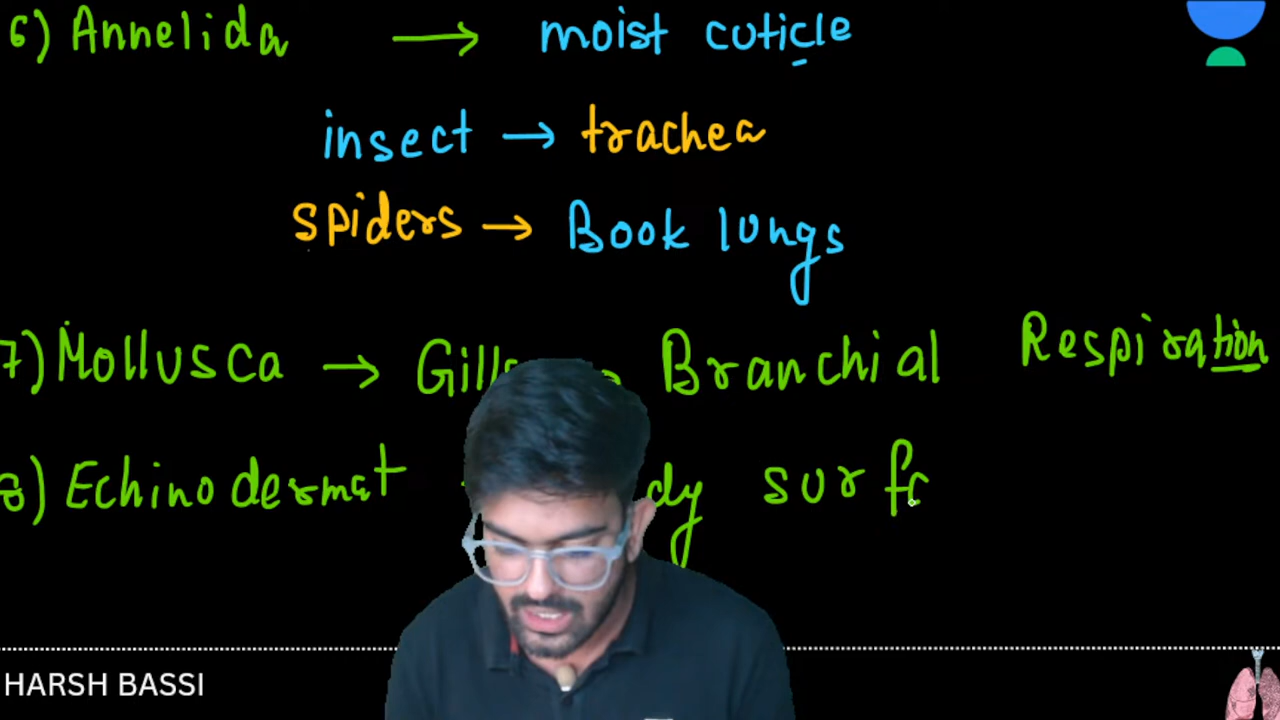 6) Annelida → moist cuticle
insect → trachea
spiders → Book lungs
7) Mollusca → Gills → Branchial Respiration
8) Echinodermat dy surfa
HARSH BASSI